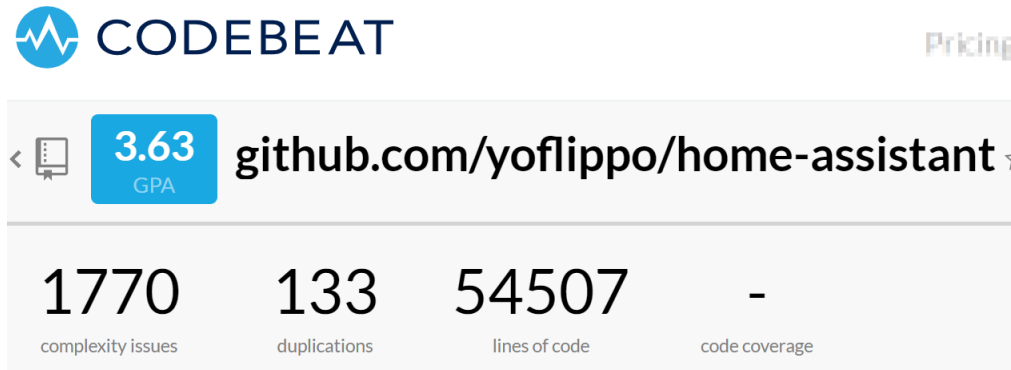 CODEBEAT
3.63
GPA
github.com/yoflippo/home-assistant
1770 133 54507 -
complexity issues duplications lines of code code coverage